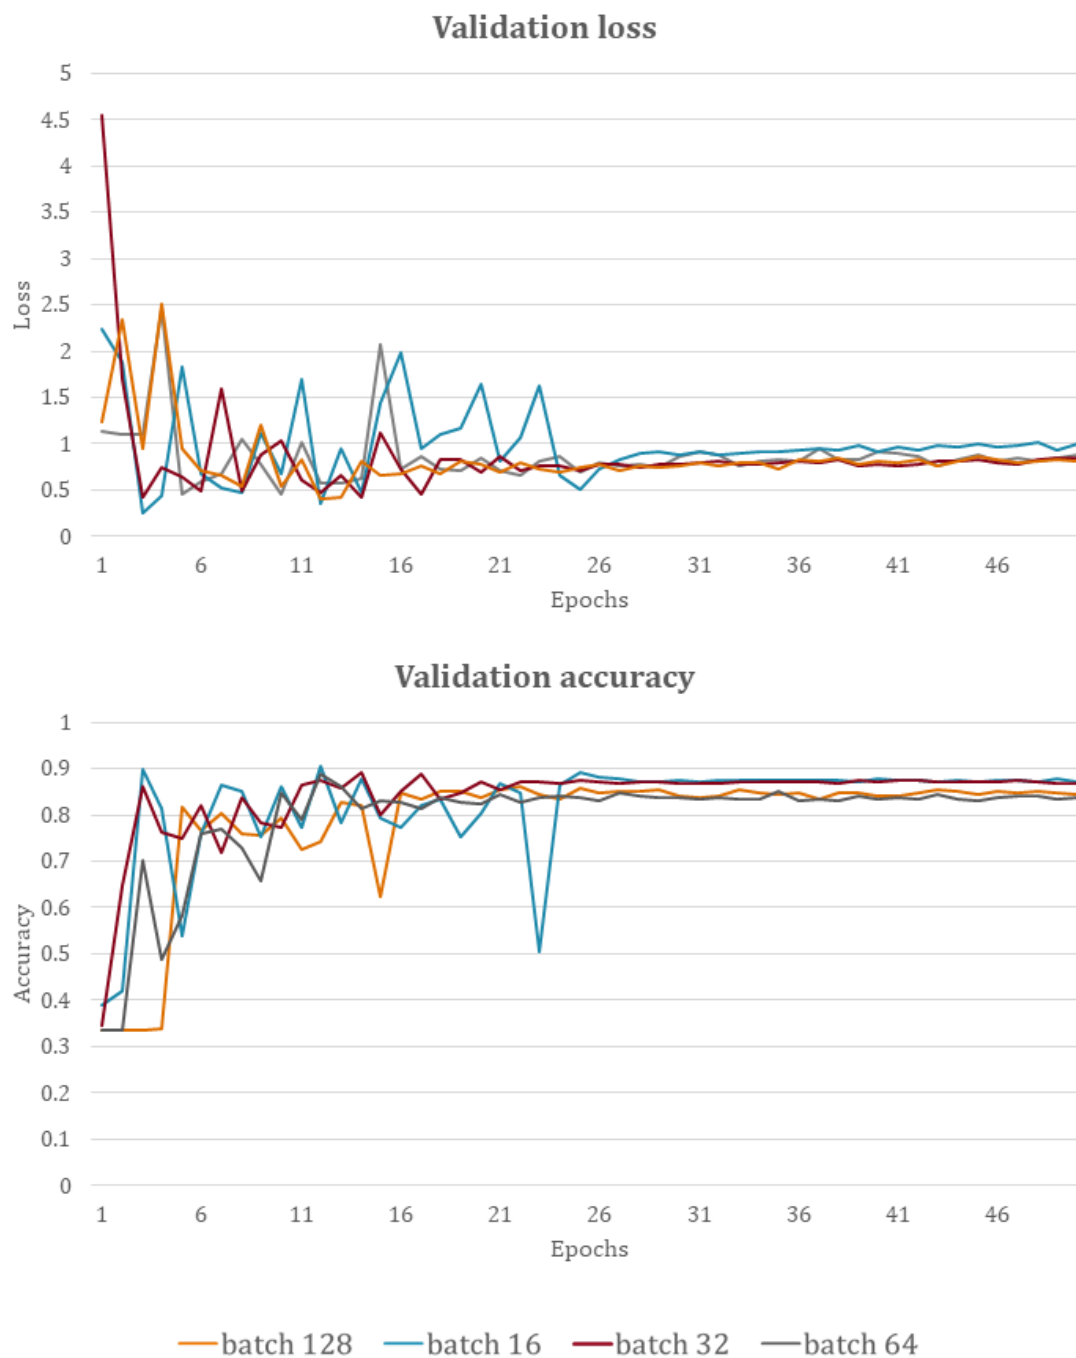 Validation loss
5
4.5
4
3.5
3
2.5
2
1.5
1
0.5
0
Loss
1 6 11 16 21 26 31 36 41 46
Epochs
Validation accuracy
1
0.9
0.8
0.7
0.6
0.5
0.4
0.3
0.2
0.1
0
Accuracy
1 6 11 16 21 26 31 36 41 46
Epochs
batch 128 batch 16 batch 32 batch 64